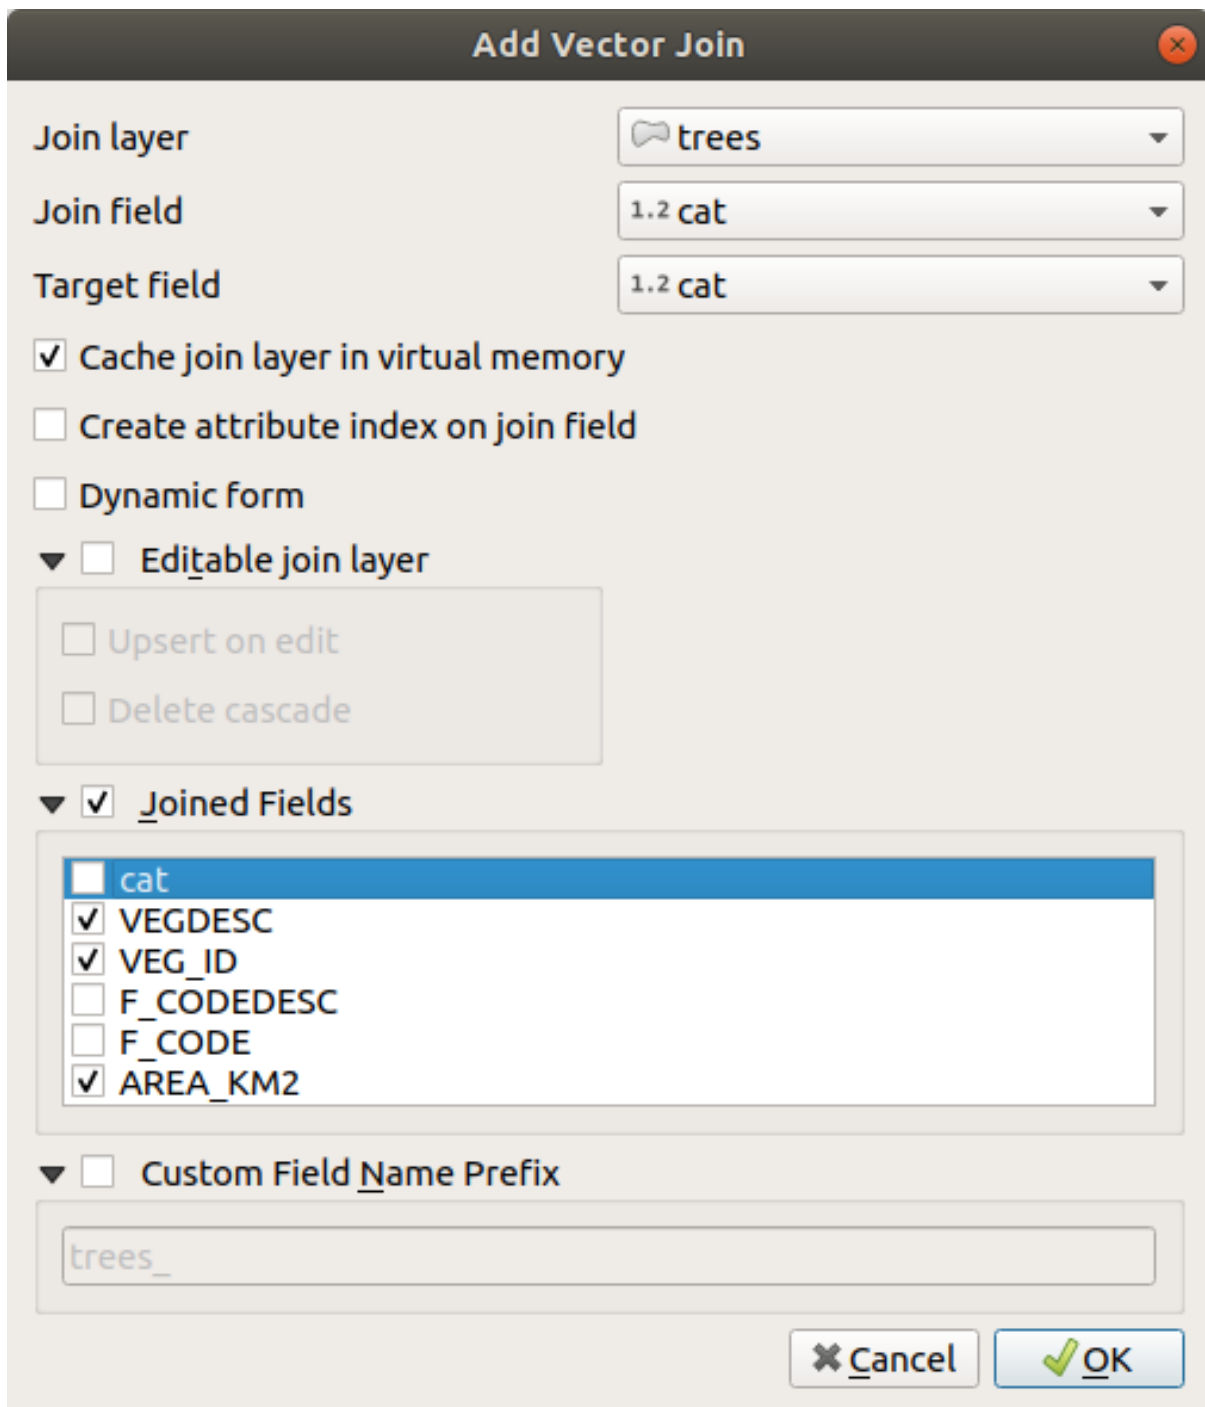 Add Vector Join
Join layer
trees
Join field
1.2 cat
Target field
1.2 cat
Cache join layer in virtual memory
Create attribute index on join field
Dynamic form
Editable join layer
Upsert on edit
Delete cascade
Joined Fields
cat
VEGDESC
VEG_ID
F_CODEDESC
F_CODE
AREA_KM2
Custom Field Name Prefix
trees_
Cancel
OK